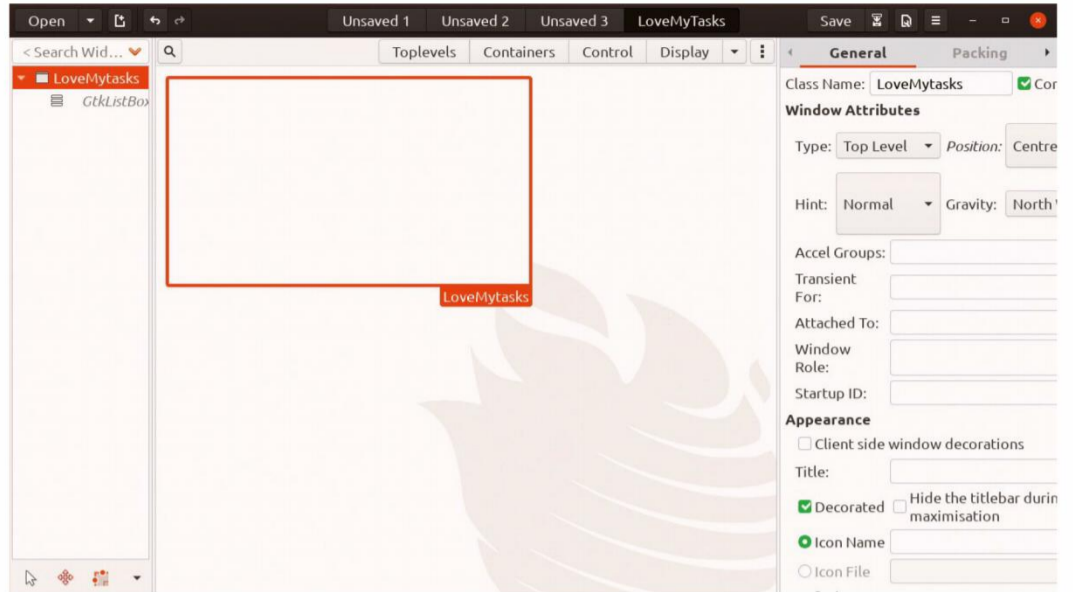 Open Unsaved 1 Unsaved 2 Unsaved 3 LoveMyTasks Save
< Search Wid... Toplevels Containers Control Display General Packing
LoveMytasks
GtkListBox
LoveMytasks
Class Name: LoveMytasks Cor
Window Attributes
Type: Top Level Position: Centre
Hint: Normal Gravity: North
Accel Groups:
Transient
For:
Attached To:
Window
Role:
Startup ID:
Appearance
Client side window decorations
Title:
Decorated Hide the titlebar durin
maximisation
Icon Name
Icon File